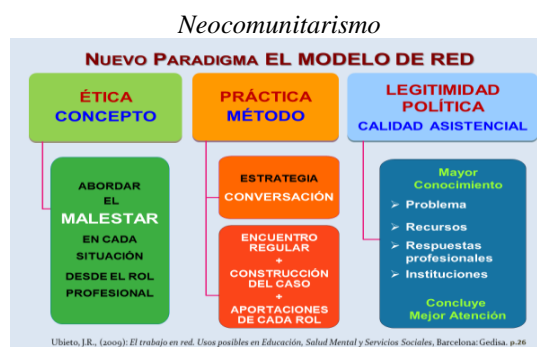 Neocomunitarismo
NUEVO PARADIGMA EL MODELO DE RED
ÉTICA
CONCEPTO
PRÁCTICA
MÉTODO
LEGITIMIDAD
POLÍTICA
CALIDAD ASISTENCIAL
ABORDAR
EL
MALESTAR
EN CADA
SITUACIÓN
DESDE EL ROL
PROFESIONAL
ESTRATEGIA
CONVERSACIÓN
ENCUENTRO
REGULAR
+
CONSTRUCCIÓN
DEL CASO
+
APORTACIONES
DE CADA ROL
Mayor
Conocimiento
➤ Problema
➤ Recursos
➤ Respuestas
profesionales
➤ Instituciones
Concluye
Mejor Atención
Ubieto, J.R., (2009): El trabajo en red. Usos posibles en Educación, Salud Mental y Servicios Sociales, Barcelona: Gedisa. p.26